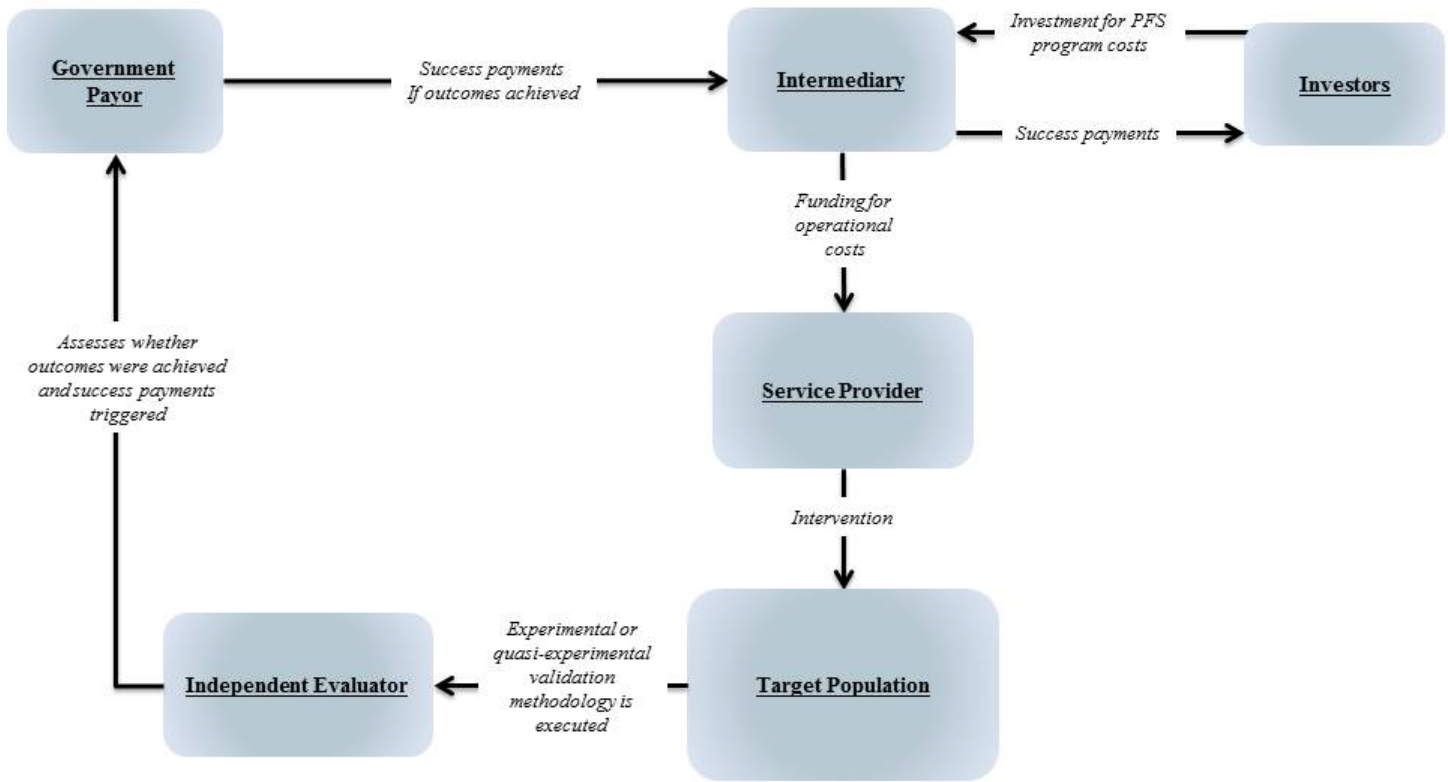 Government
Payor
Success payments
If outcomes achieved
Intermediary
Investment for PFS
program costs
Investors
Success payments
Funding for
operational
costs
Service Provider
Assesses whether
outcomes were achieved
and success payments
triggered
Intervention
Independent Evaluator
Experimental or
quasi-experimental
validation
methodology is
executed
Target Population